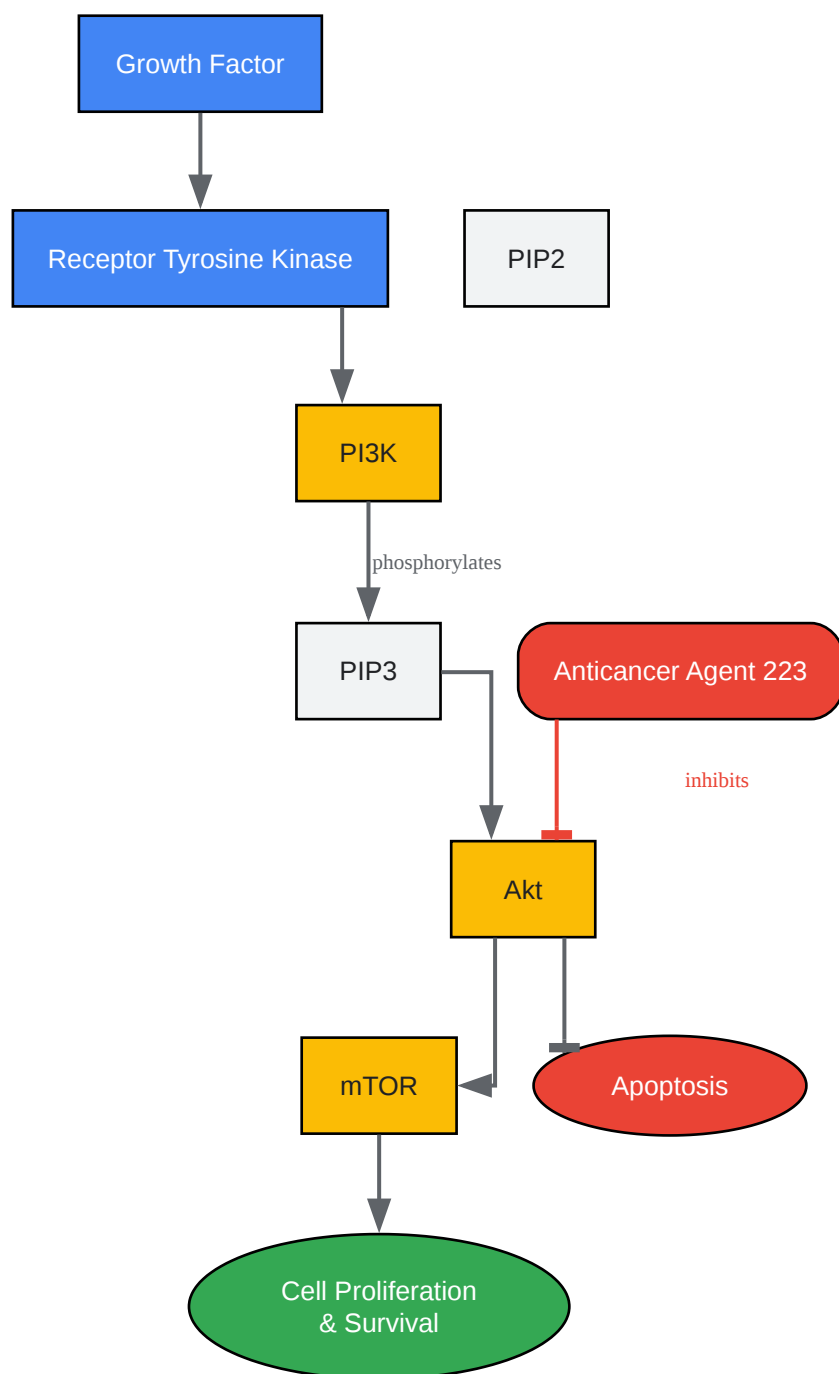 Growth Factor
Receptor Tyrosine Kinase
PIP2
PI3K
phosphorylates
PIP3
Anticancer Agent 223
inhibits
Akt
mTOR
Apoptosis
Cell Proliferation
& Survival